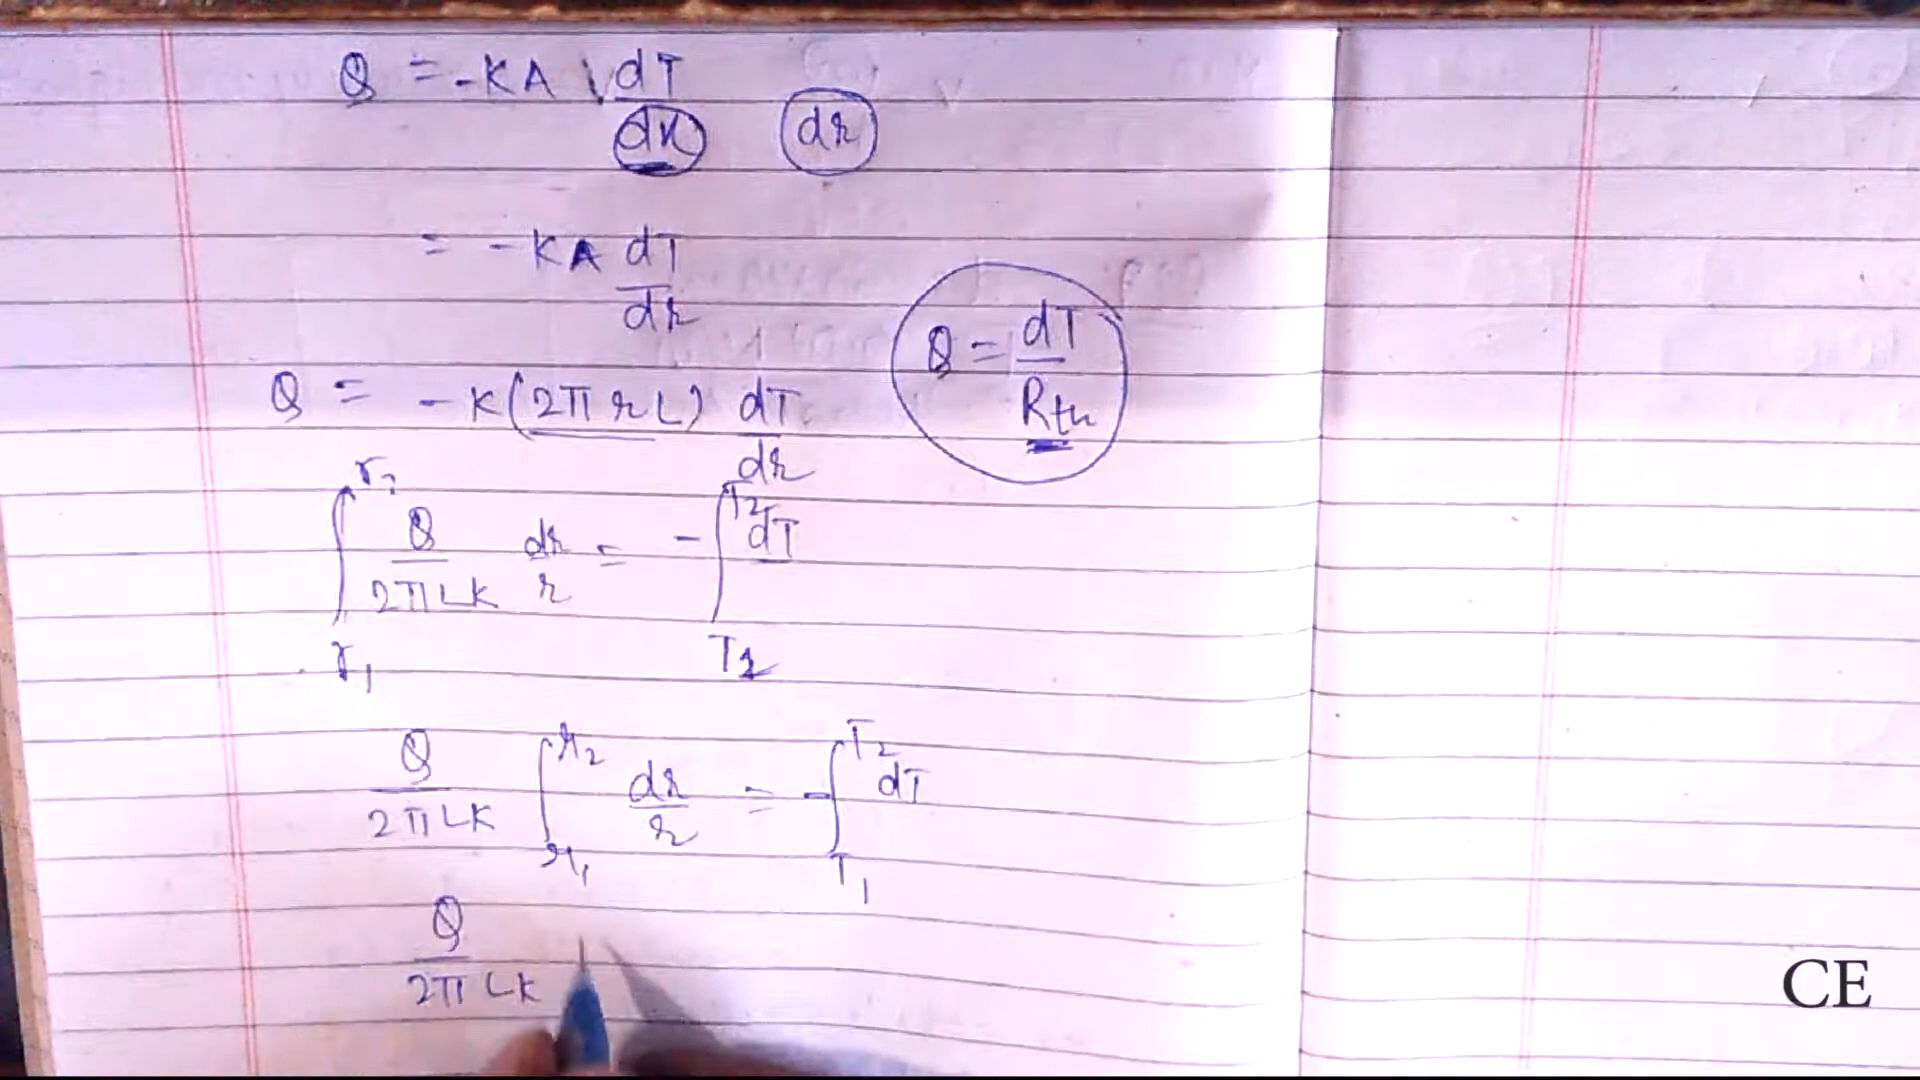 Q = -KA dT/dx (dr)
= -KA dT/dr
Q = dT/Rth
Q = -K(2πrL) dT/dr
∫_{r1}^{r2} Q/2πLK dr/r = -∫_{T1}^{T2} dT
Q/2πLK ∫_{r1}^{r2} dr/r = -∫_{T1}^{T2} dT
Q/2πLK
CE